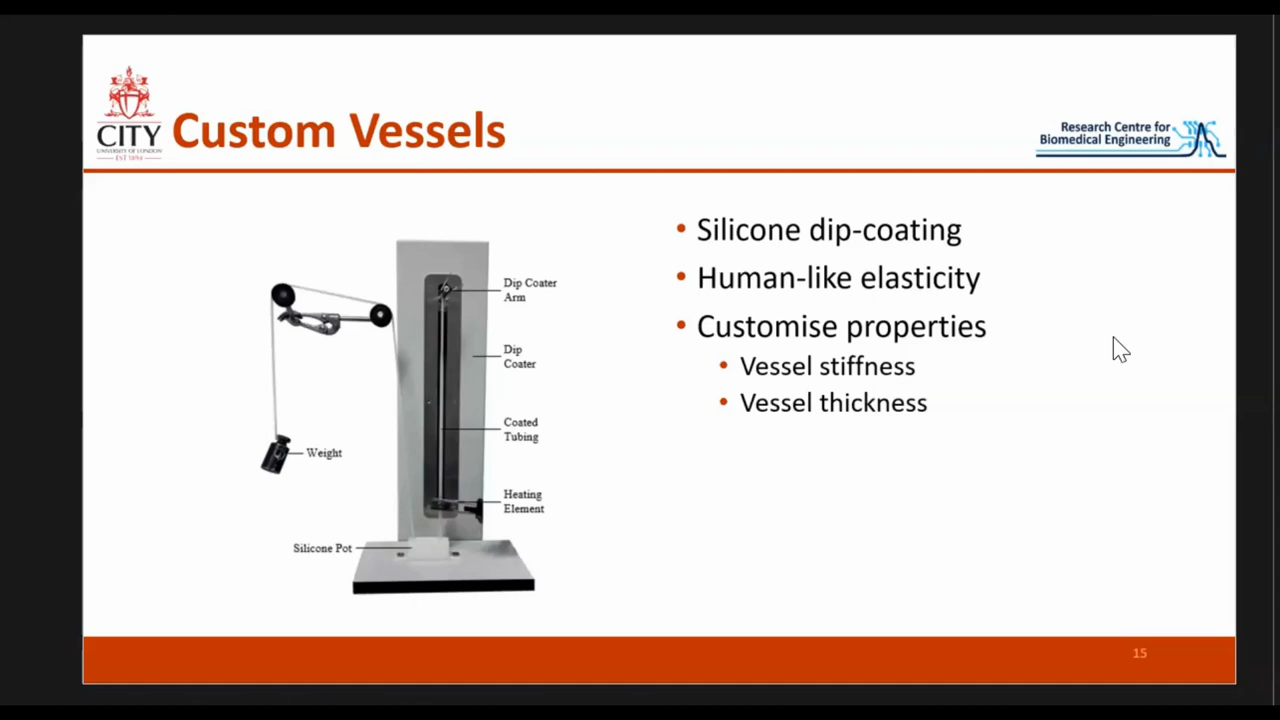 CITY
UNIVERSITY OF LONDON
EST 1894
Custom Vessels
Research Centre for
Biomedical Engineering
Dip Coater
Arm
Dip
Coater
Coated
Tubing
Weight
Heating
Element
Silicone Pot
• Silicone dip-coating
• Human-like elasticity
• Customise properties
• Vessel stiffness
• Vessel thickness
15